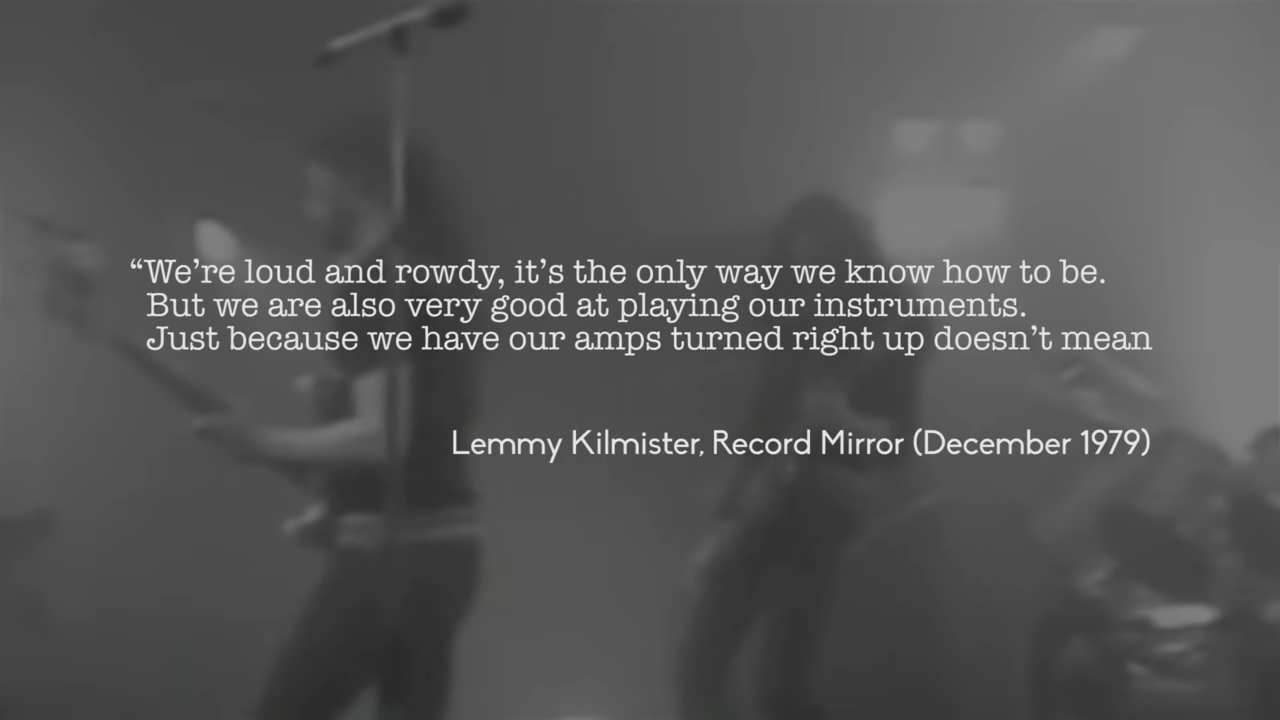 “We’re loud and rowdy, it’s the only way we know how to be.
But we are also very good at playing our instruments.
Just because we have our amps turned right up doesn’t mean
Lemmy Kilmister, Record Mirror (December 1979)